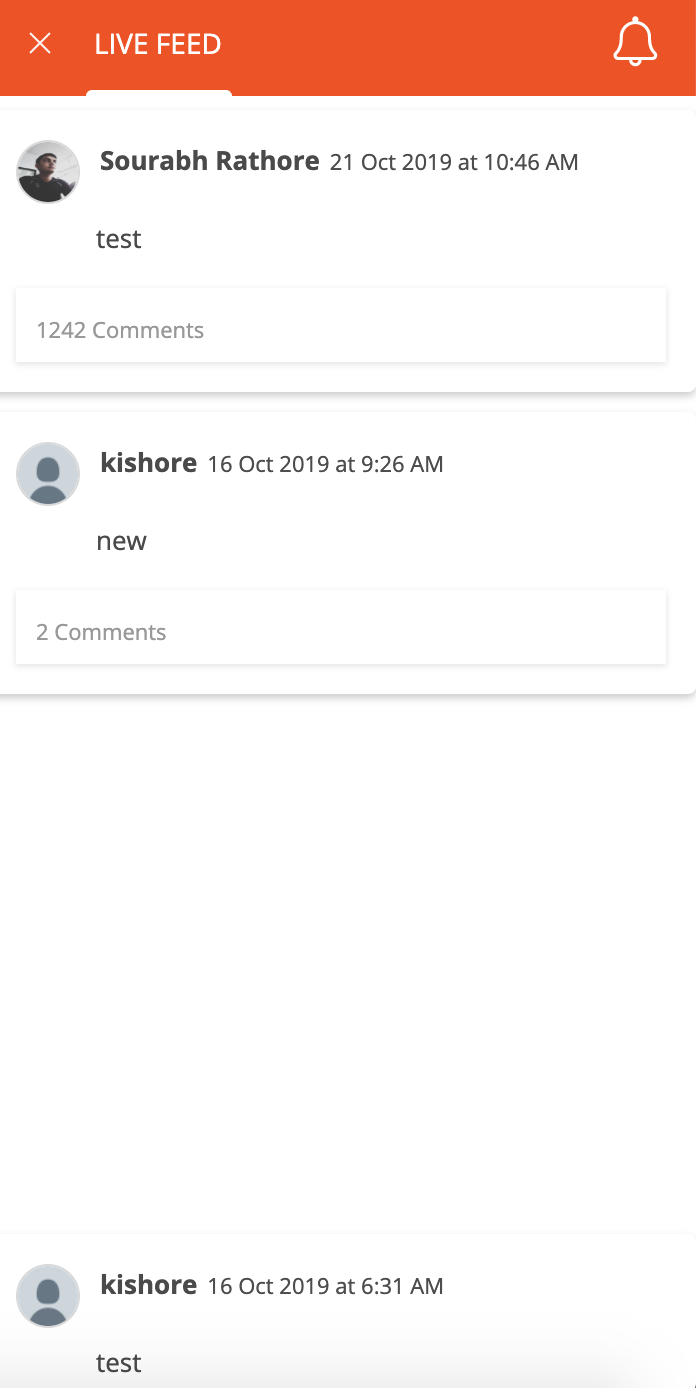 LIVE FEED
Sourabh Rathore 21 Oct 2019 at 10:46 AM
test
1242 Comments
kishore 16 Oct 2019 at 9:26 AM
new
2 Comments
kishore 16 Oct 2019 at 6:31 AM
test